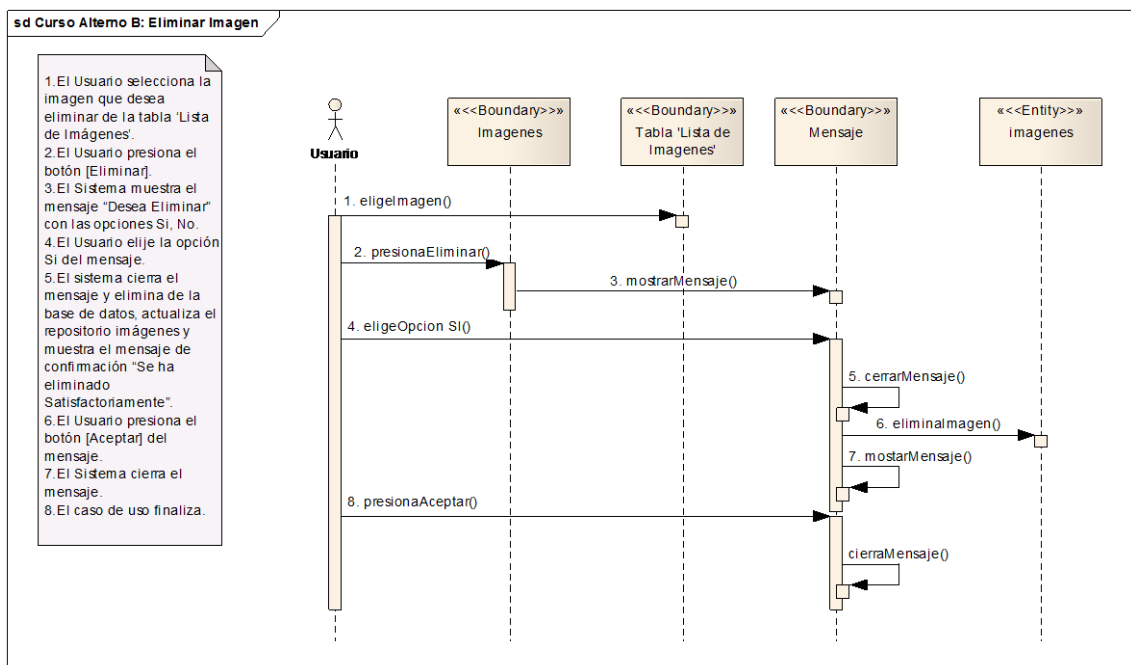 sd Curso Alterno B: Eliminar Imagen
1.El Usuario selecciona la
imagen que desea
eliminar de la tabla ‘Lista
de Imágenes’.
2.El Usuario presiona el
botón [Eliminar].
3.El Sistema muestra el
mensaje “Desea Eliminar”
con las opciones Si, No.
4.El Usuario elije la opción
Si del mensaje.
5.El sistema cierra el
mensaje y elimina de la
base de datos, actualiza el
repositorio imágenes y
muestra el mensaje de
confirmación “Se ha
eliminado
Satisfactoriamente”.
6.El Usuario presiona el
botón [Aceptar] del
mensaje.
7.El Sistema cierra el
mensaje.
8.El caso de uso finaliza.
Usuario
«<<Boundary>>»
Imagenes
«<<Boundary>>»
Tabla 'Lista de
Imagenes'
«<<Boundary>>»
Mensaje
«<<Entity>>»
imagenes
1. eligeImagen()
2. presionaEliminar()
3. mostrarMensaje()
4. eligeOpcion SI()
5. cerrarMensaje()
6. eliminaImagen()
7. mostarMensaje()
8. presionaAceptar()
cierraMensaje()